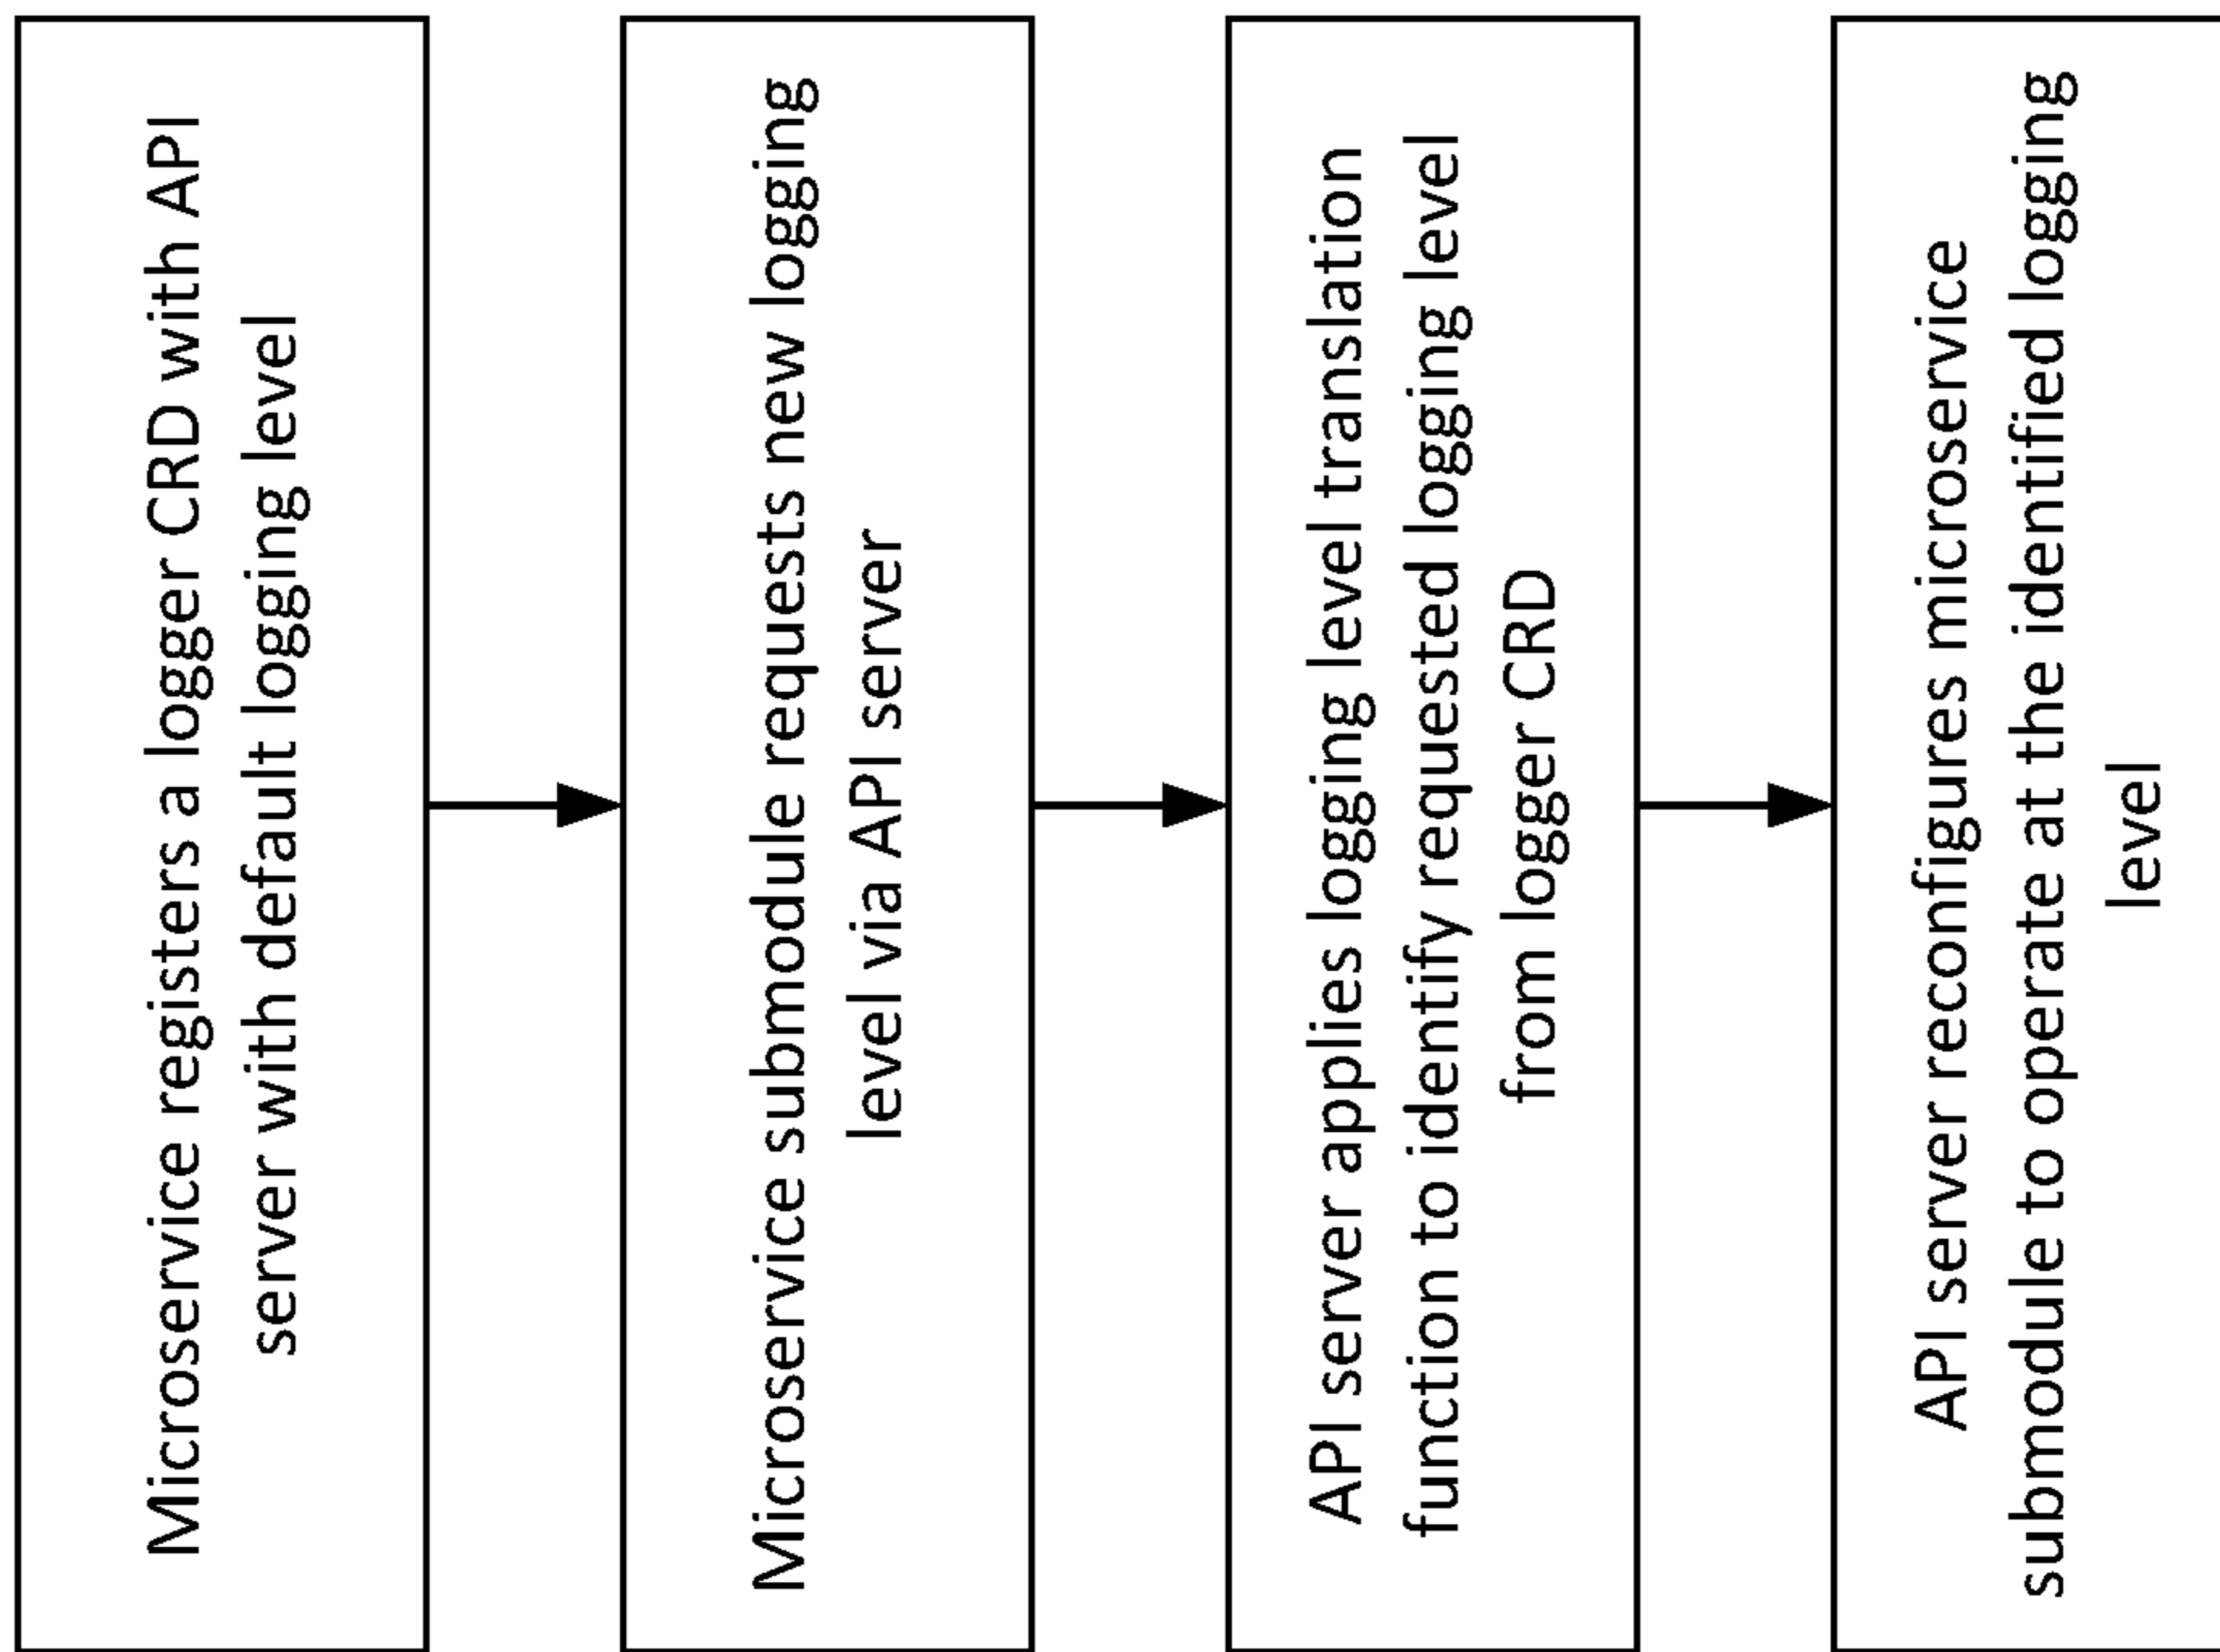 Microservice registers a logger CRD with API
server with default logging level
Microservice submodule requests new logging
level via API server
API server applies logging level translation
function to identify requested logging level
from logger CRD
API server reconfigures microservice
submodule to operate at the identified logging
level